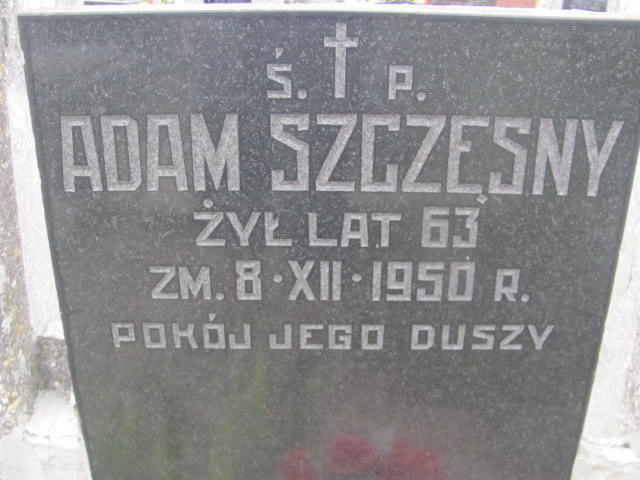 Ś. P.
ADAM SZCZĘSNY
ŻYŁ LAT 63
ZM. 8·XII·1950 R.
POKÓJ JEGO DUSZY